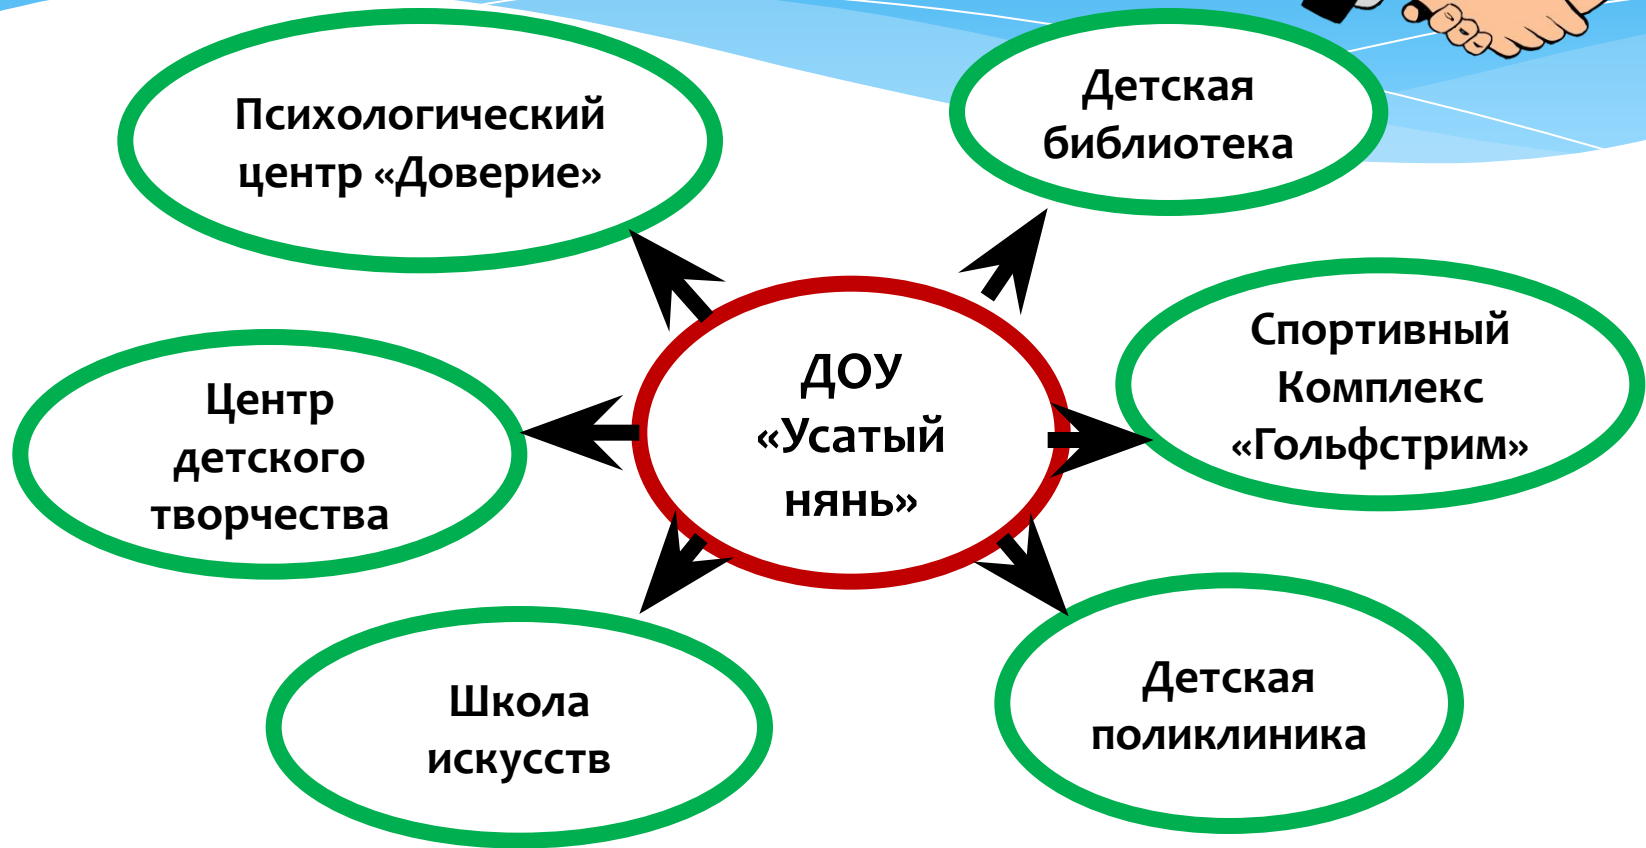 Психологический
центр «Доверие»
Детская
библиотека
Спортивный
Комплекс
«Гольфстрим»
ДОУ
«Усатый
нянь»
Центр
детского
творчества
Школа
искусств
Детская
поликлиника